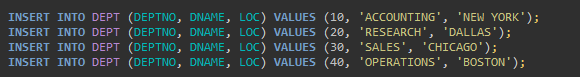 INSERT INTO DEPT (DEPTNO, DNAME, LOC) VALUES (10, 'ACCOUNTING', 'NEW YORK');
INSERT INTO DEPT (DEPTNO, DNAME, LOC) VALUES (20, 'RESEARCH', 'DALLAS');
INSERT INTO DEPT (DEPTNO, DNAME, LOC) VALUES (30, 'SALES', 'CHICAGO');
INSERT INTO DEPT (DEPTNO, DNAME, LOC) VALUES (40, 'OPERATIONS', 'BOSTON');